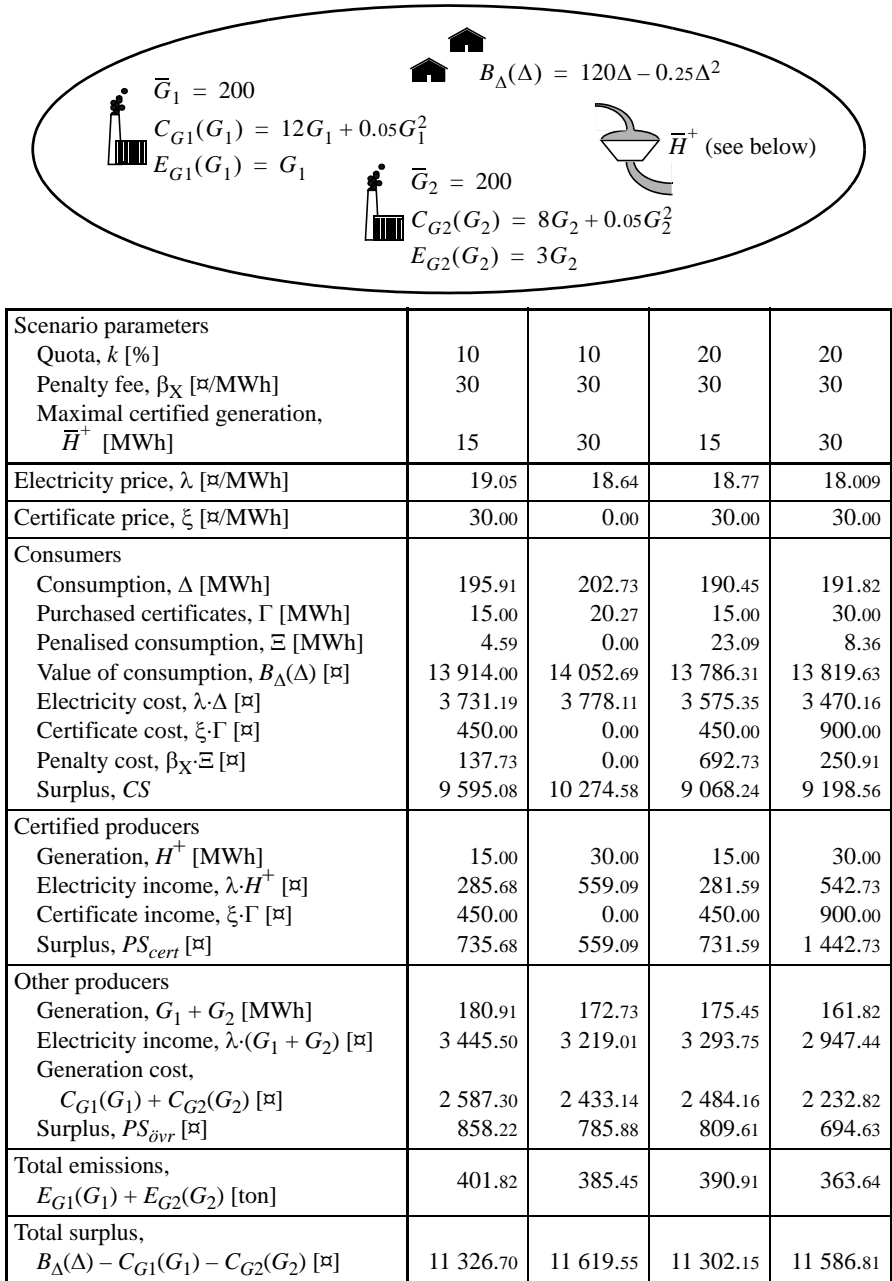 B_Δ(Δ) = 120Δ – 0.25Δ²
G̅₁ = 200
C_G1(G₁) = 12G₁ + 0.05G₁²
E_G1(G₁) = G₁
H̅⁺ (see below)
G̅₂ = 200
C_G2(G₂) = 8G₂ + 0.05G₂²
E_G2(G₂) = 3G₂
Scenario parameters
Quota, k [%] 10 10 20 20
Penalty fee, β_X [¤/MWh] 30 30 30 30
Maximal certified generation,
H̅⁺ [MWh] 15 30 15 30
Electricity price, λ [¤/MWh] 19.05 18.64 18.77 18.009
Certificate price, ξ [¤/MWh] 30.00 0.00 30.00 30.00
Consumers
Consumption, Δ [MWh] 195.91 202.73 190.45 191.82
Purchased certificates, Γ [MWh] 15.00 20.27 15.00 30.00
Penalised consumption, Ξ [MWh] 4.59 0.00 23.09 8.36
Value of consumption, B_Δ(Δ) [¤] 13 914.00 14 052.69 13 786.31 13 819.63
Electricity cost, λ·Δ [¤] 3 731.19 3 778.11 3 575.35 3 470.16
Certificate cost, ξ·Γ [¤] 450.00 0.00 450.00 900.00
Penalty cost, β_X·Ξ [¤] 137.73 0.00 692.73 250.91
Surplus, CS 9 595.08 10 274.58 9 068.24 9 198.56
Certified producers
Generation, H⁺ [MWh] 15.00 30.00 15.00 30.00
Electricity income, λ·H⁺ [¤] 285.68 559.09 281.59 542.73
Certificate income, ξ·Γ [¤] 450.00 0.00 450.00 900.00
Surplus, PS_cert [¤] 735.68 559.09 731.59 1 442.73
Other producers
Generation, G₁ + G₂ [MWh] 180.91 172.73 175.45 161.82
Electricity income, λ·(G₁ + G₂) [¤] 3 445.50 3 219.01 3 293.75 2 947.44
Generation cost,
C_G1(G₁) + C_G2(G₂) [¤] 2 587.30 2 433.14 2 484.16 2 232.82
Surplus, PS_övr [¤] 858.22 785.88 809.61 694.63
Total emissions,
E_G1(G₁) + E_G2(G₂) [ton] 401.82 385.45 390.91 363.64
Total surplus,
B_Δ(Δ) – C_G1(G₁) – C_G2(G₂) [¤] 11 326.70 11 619.55 11 302.15 11 586.81